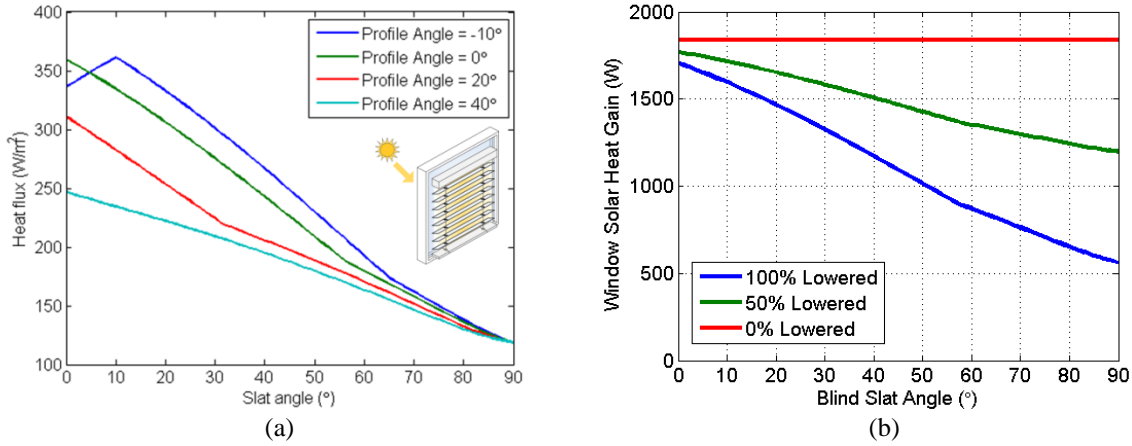 400
350
300
250
200
150
100
Heat flux (W/m²)
Profile Angle = -10°
Profile Angle = 0°
Profile Angle = 20°
Profile Angle = 40°
0 10 20 30 40 50 60 70 80 90
Slat angle (°)
(a)
2000
1500
1000
500
0
Window Solar Heat Gain (W)
100% Lowered
50% Lowered
0% Lowered
0 10 20 30 40 50 60 70 80 90
Blind Slat Angle (°)
(b)